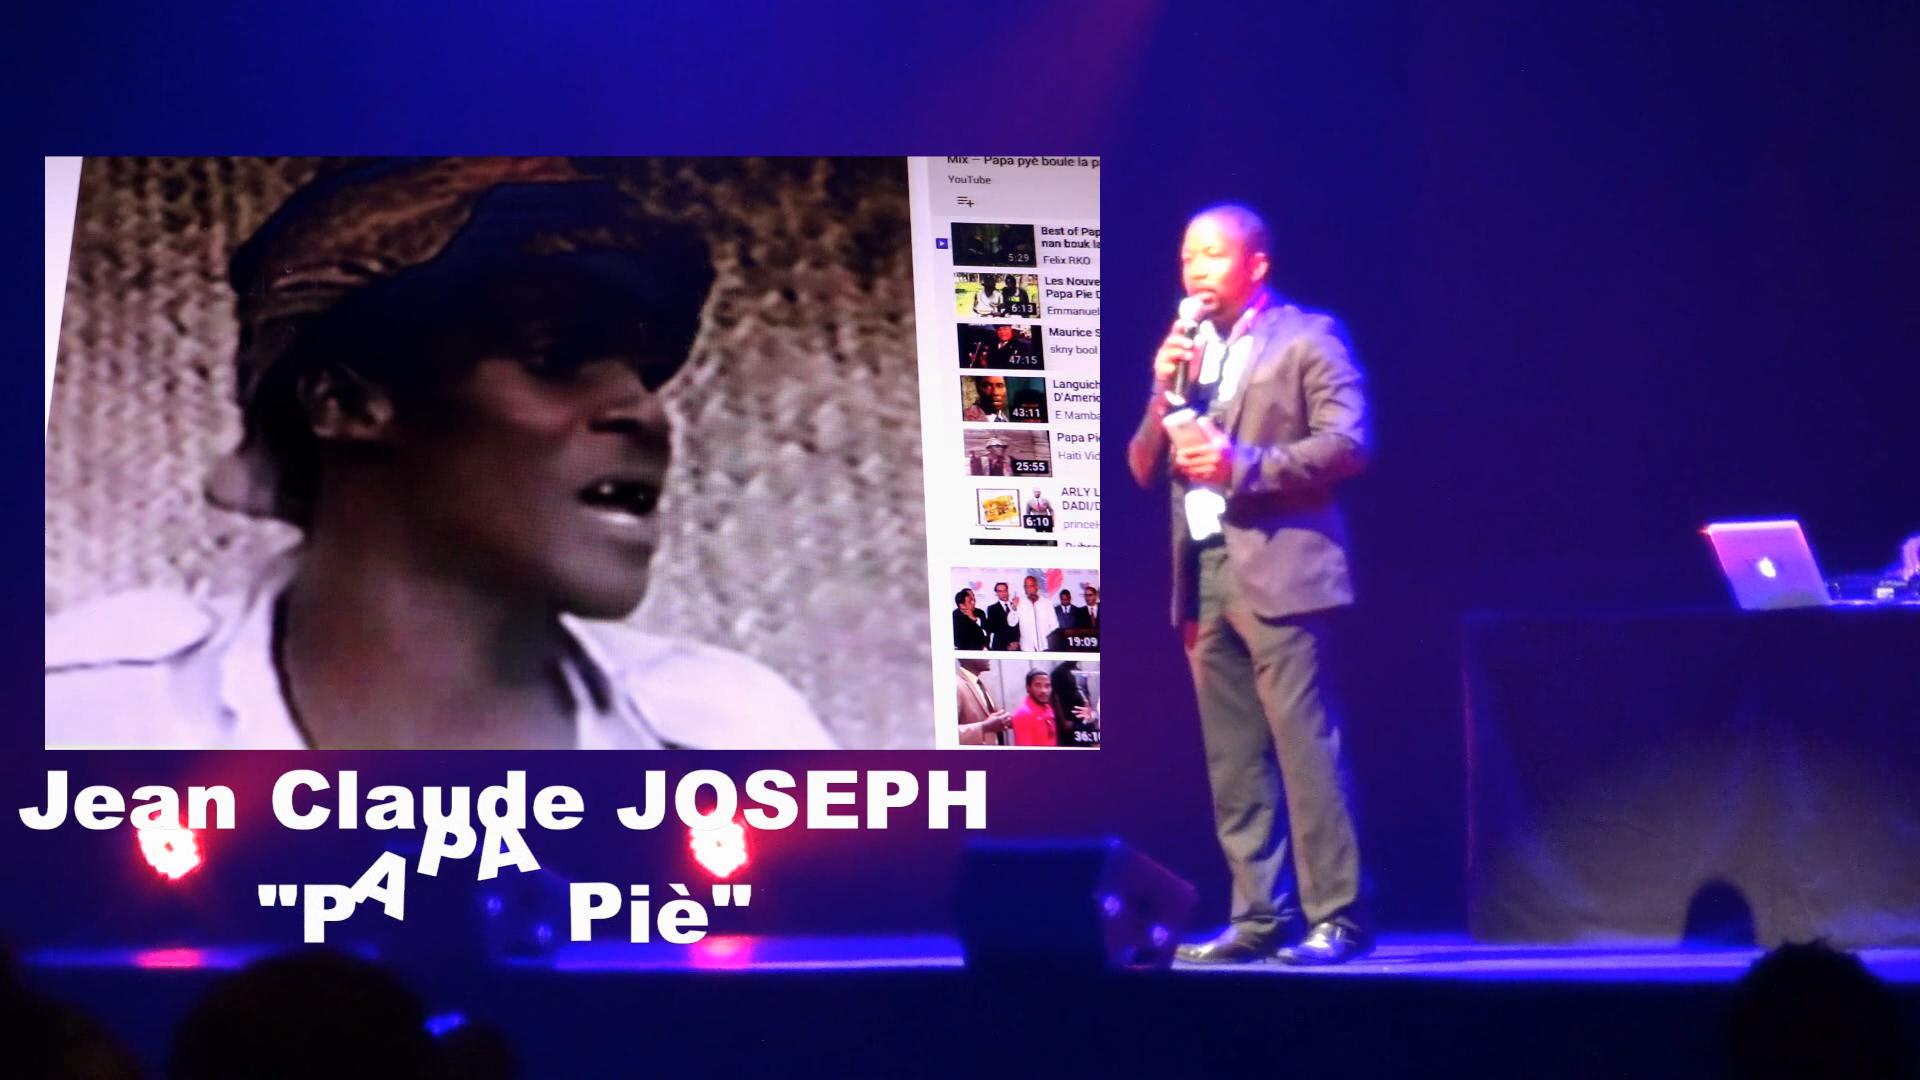 Mix – Papa pyè boule la p
YouTube
5:29
Best of Pap
nan bouk la
Felix RKO
6:13
Les Nouve
Papa Pie D
Emmanuel
47:15
Maurice S
skny bool
43:11
Languich
D'Americ
E Mamba
25:55
Papa Pi
Haiti Vid
6:10
ARLY L
DADI/D
princeH
19:09
Jean Claude JOSEPH
"PAPA Piè"